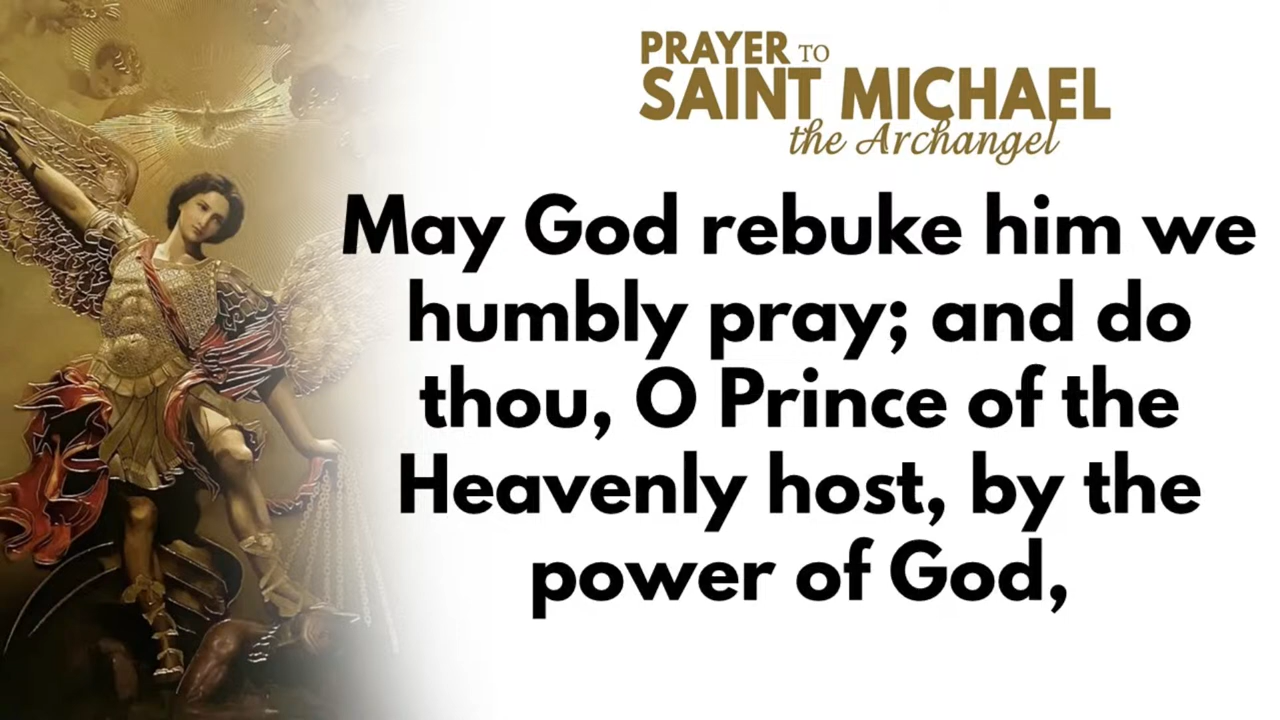 PRAYER TO
SAINT MICHAEL
the Archangel
May God rebuke him we
humbly pray; and do
thou, O Prince of the
Heavenly host, by the
power of God,